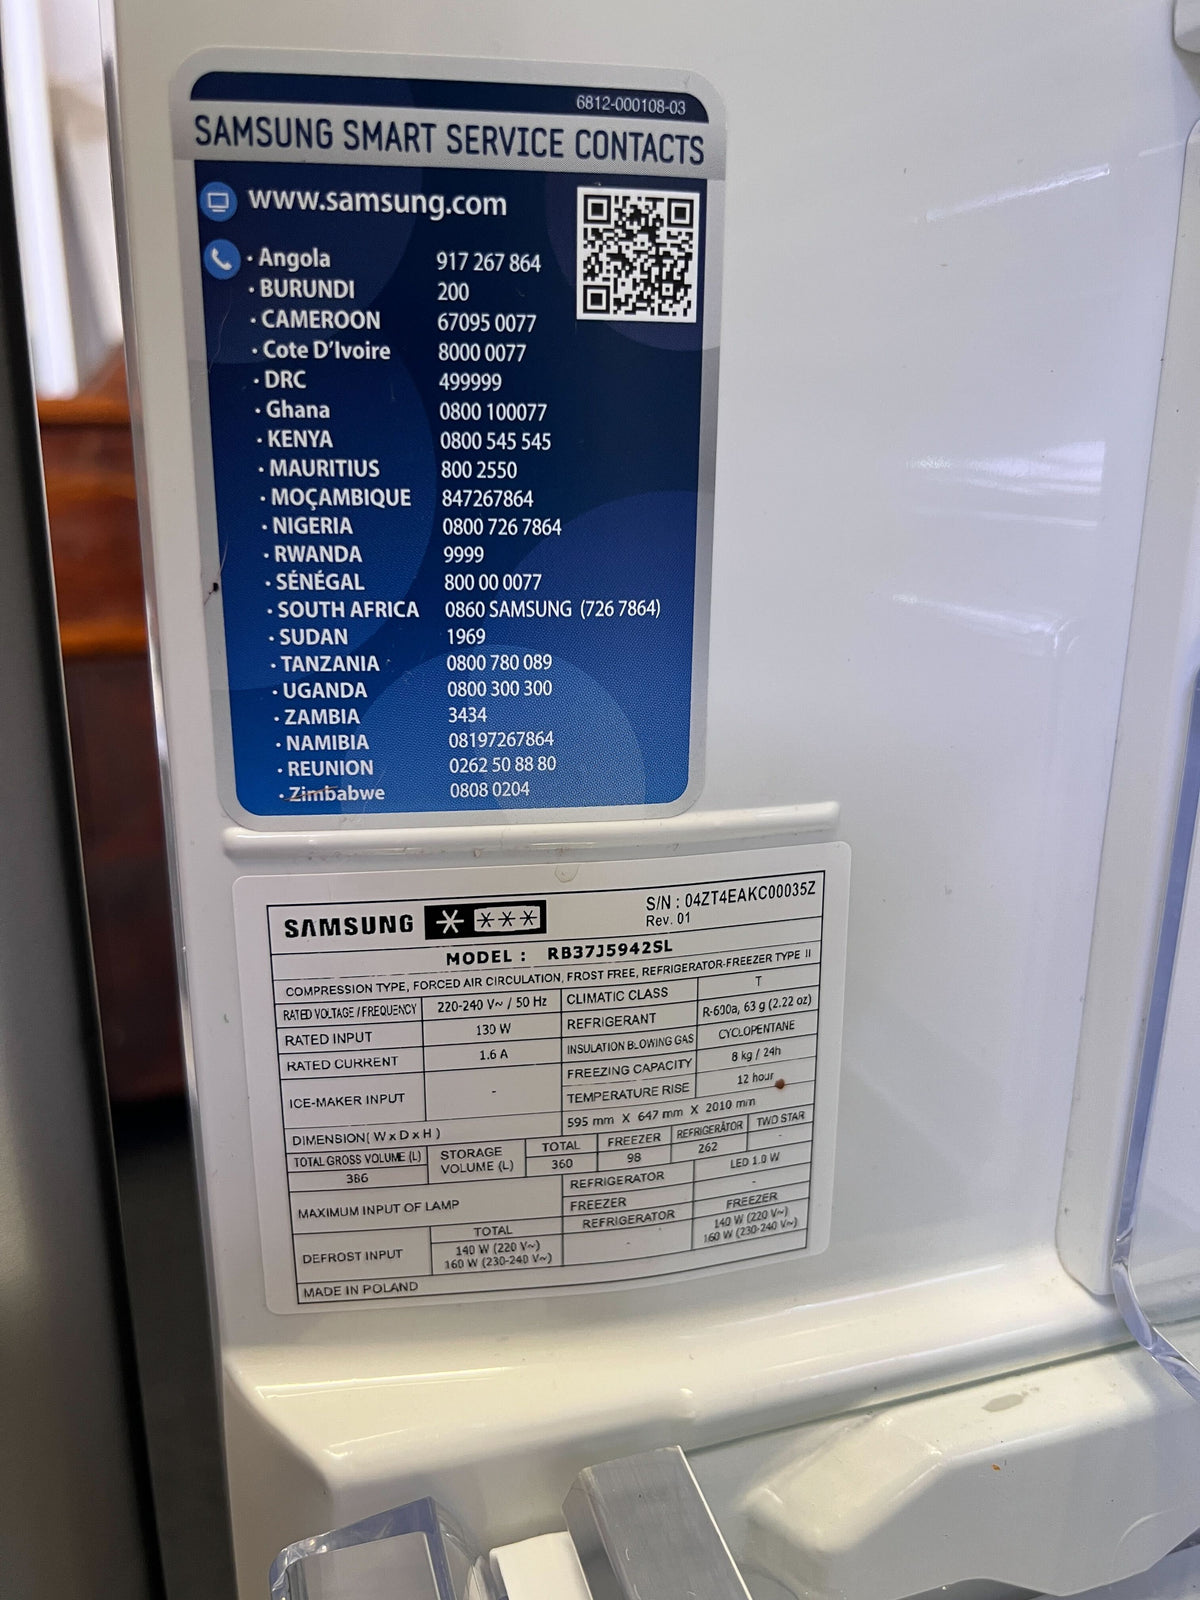 6812-000108-03
SAMSUNG SMART SERVICE CONTACTS
www.samsung.com
· Angola 917 267 864
· BURUNDI 200
· CAMEROON 67095 0077
· Cote D'Ivoire 8000 0077
· DRC 499999
· Ghana 0800 100077
· KENYA 0800 545 545
· MAURITIUS 800 2550
· MOÇAMBIQUE 847267864
· NIGERIA 0800 726 7864
· RWANDA 9999
· SÉNÉGAL 800 00 0077
· SOUTH AFRICA 0860 SAMSUNG (726 7864)
· SUDAN 1969
· TANZANIA 0800 780 089
· UGANDA 0800 300 300
· ZAMBIA 3434
· NAMIBIA 08197267864
· REUNION 0262 50 88 80
· Zimbabwe 0808 0204
SAMSUNG S/N : 04ZT4EAKC00035Z
Rev. 01
MODEL : RB37J5942SL
COMPRESSION TYPE, FORCED AIR CIRCULATION, FROST FREE, REFRIGERATOR-FREEZER TYPE II
RATED VOLTAGE / FREQUENCY 220-240 V~ / 50 Hz CLIMATIC CLASS T
RATED INPUT 130 W REFRIGERANT R-600a, 63 g (2.22 oz)
RATED CURRENT 1.6 A INSULATION BLOWING GAS CYCLOPENTANE
ICE-MAKER INPUT - FREEZING CAPACITY 8 kg / 24h
TEMPERATURE RISE 12 hour
DIMENSION( W x D x H ) 595 mm X 647 mm X 2010 mm
TOTAL GROSS VOLUME (L) STORAGE VOLUME (L) TOTAL FREEZER REFRIGERATOR TWO STAR
386 360 98 262 -
MAXIMUM INPUT OF LAMP REFRIGERATOR LED 1.0 W
FREEZER -
DEFROST INPUT TOTAL REFRIGERATOR FREEZER
140 W (220 V~) - 140 W (220 V~)
160 W (230-240 V~) 160 W (230-240 V~)
MADE IN POLAND